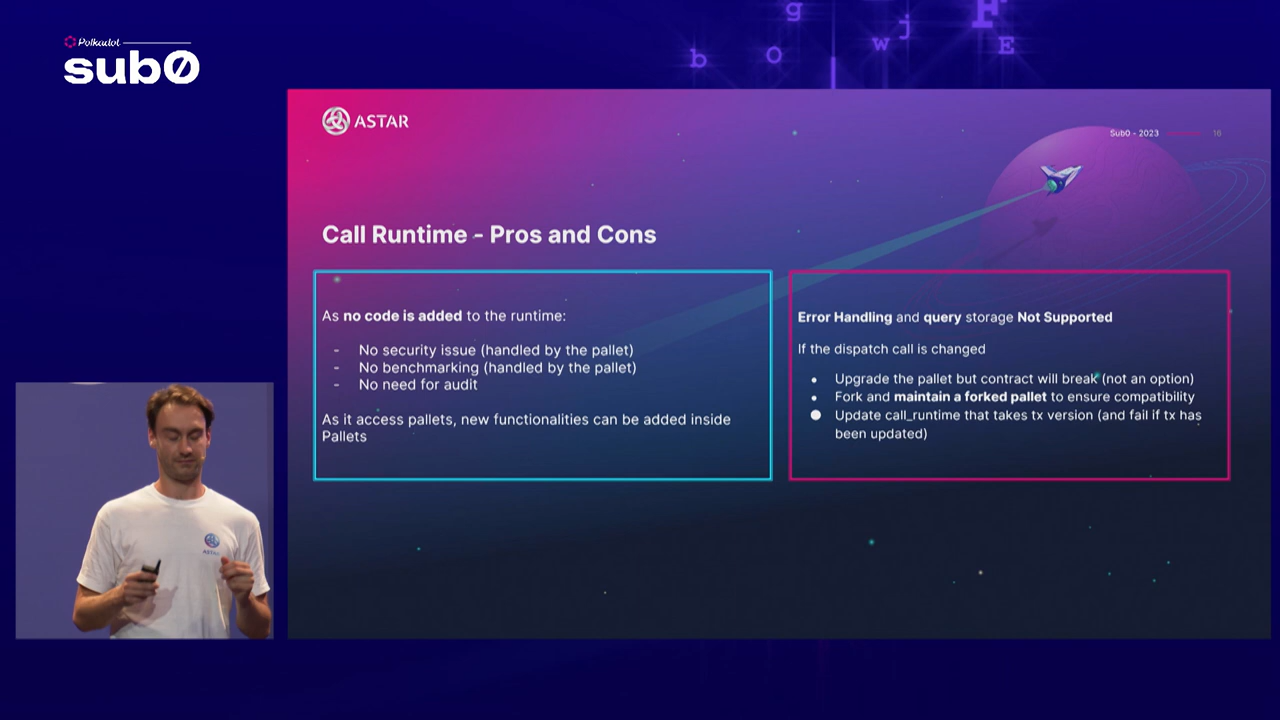 Polkadot
sub0
b
g
O
w
j
F
E
ASTAR
Sub0 - 2023
16
Call Runtime - Pros and Cons
As no code is added to the runtime:
- No security issue (handled by the pallet)
- No benchmarking (handled by the pallet)
- No need for audit
As it access pallets, new functionalities can be added inside
Pallets
Error Handling and query storage Not Supported
If the dispatch call is changed
• Upgrade the pallet but contract will break (not an option)
• Fork and maintain a forked pallet to ensure compatibility
● Update call_runtime that takes tx version (and fail if tx has
been updated)
ASTAR